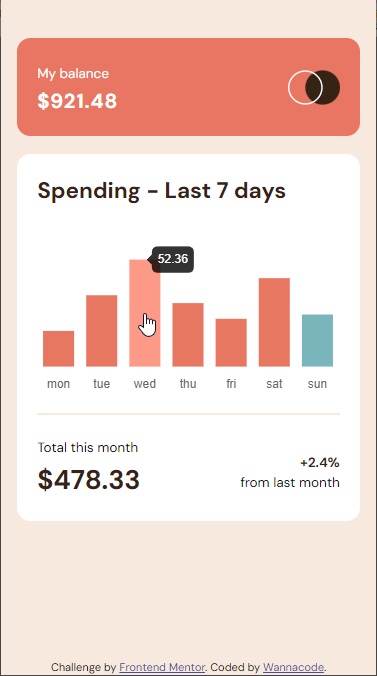 My balance
$921.48
Spending - Last 7 days
52.36
mon tue wed thu fri sat sun
Total this month
$478.33
+2.4%
from last month
Challenge by Frontend Mentor. Coded by Wannacode.